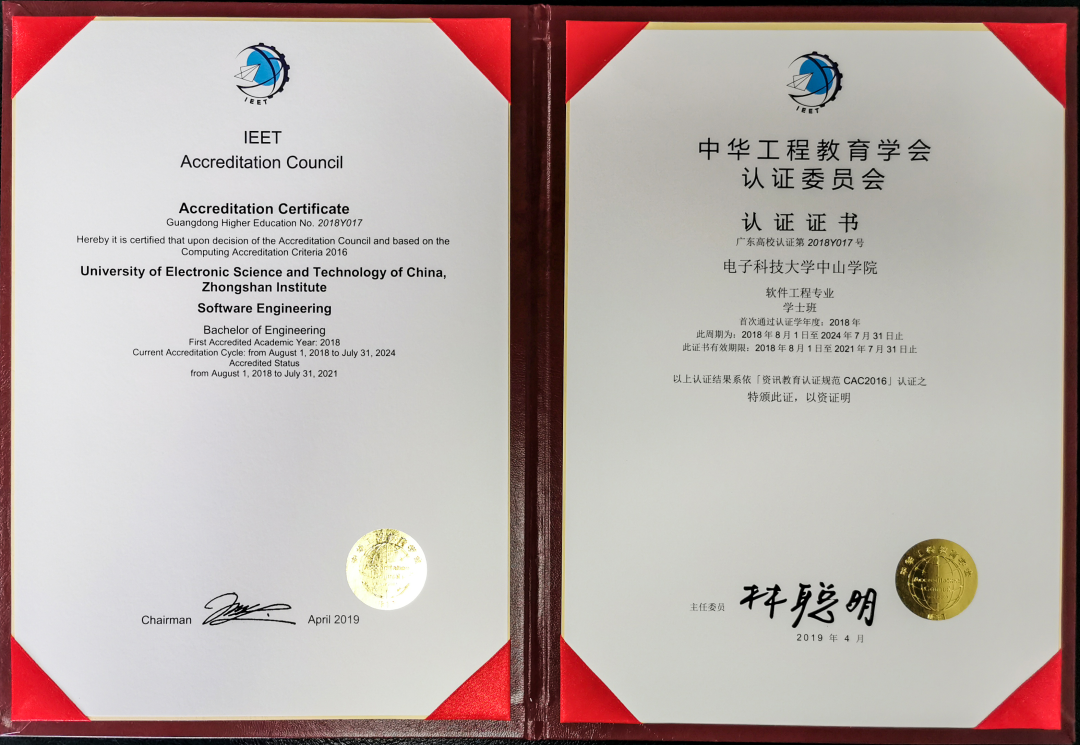 IEET
IEET
Accreditation Council
Accreditation Certificate
Guangdong Higher Education No. 2018Y017
Hereby it is certified that upon decision of the Accreditation Council and based on the
Computing Accreditation Criteria 2016
University of Electronic Science and Technology of China,
Zhongshan Institute
Software Engineering
Bachelor of Engineering
First Accredited Academic Year: 2018
Current Accreditation Cycle: from August 1, 2018 to July 31, 2024
Accredited Status
from August 1, 2018 to July 31, 2021
Chairman
April 2019
IEET
中华工程教育学会
认证委员会
认证证书
广东高校认证第 2018Y017 号
电子科技大学中山学院
软件工程专业
学士班
首次通过认证学年度：2018 年
此周期为：2018 年 8 月 1 日至 2024 年 7 月 31 日止
此证书有效期限：2018 年 8 月 1 日至 2021 年 7 月 31 日止
以上认证结果系依「资讯教育认证规范 CAC2016」认证之
特颁此证，以资证明
主任委员 林聪明
Accreditation
Council
2019 年 4 月